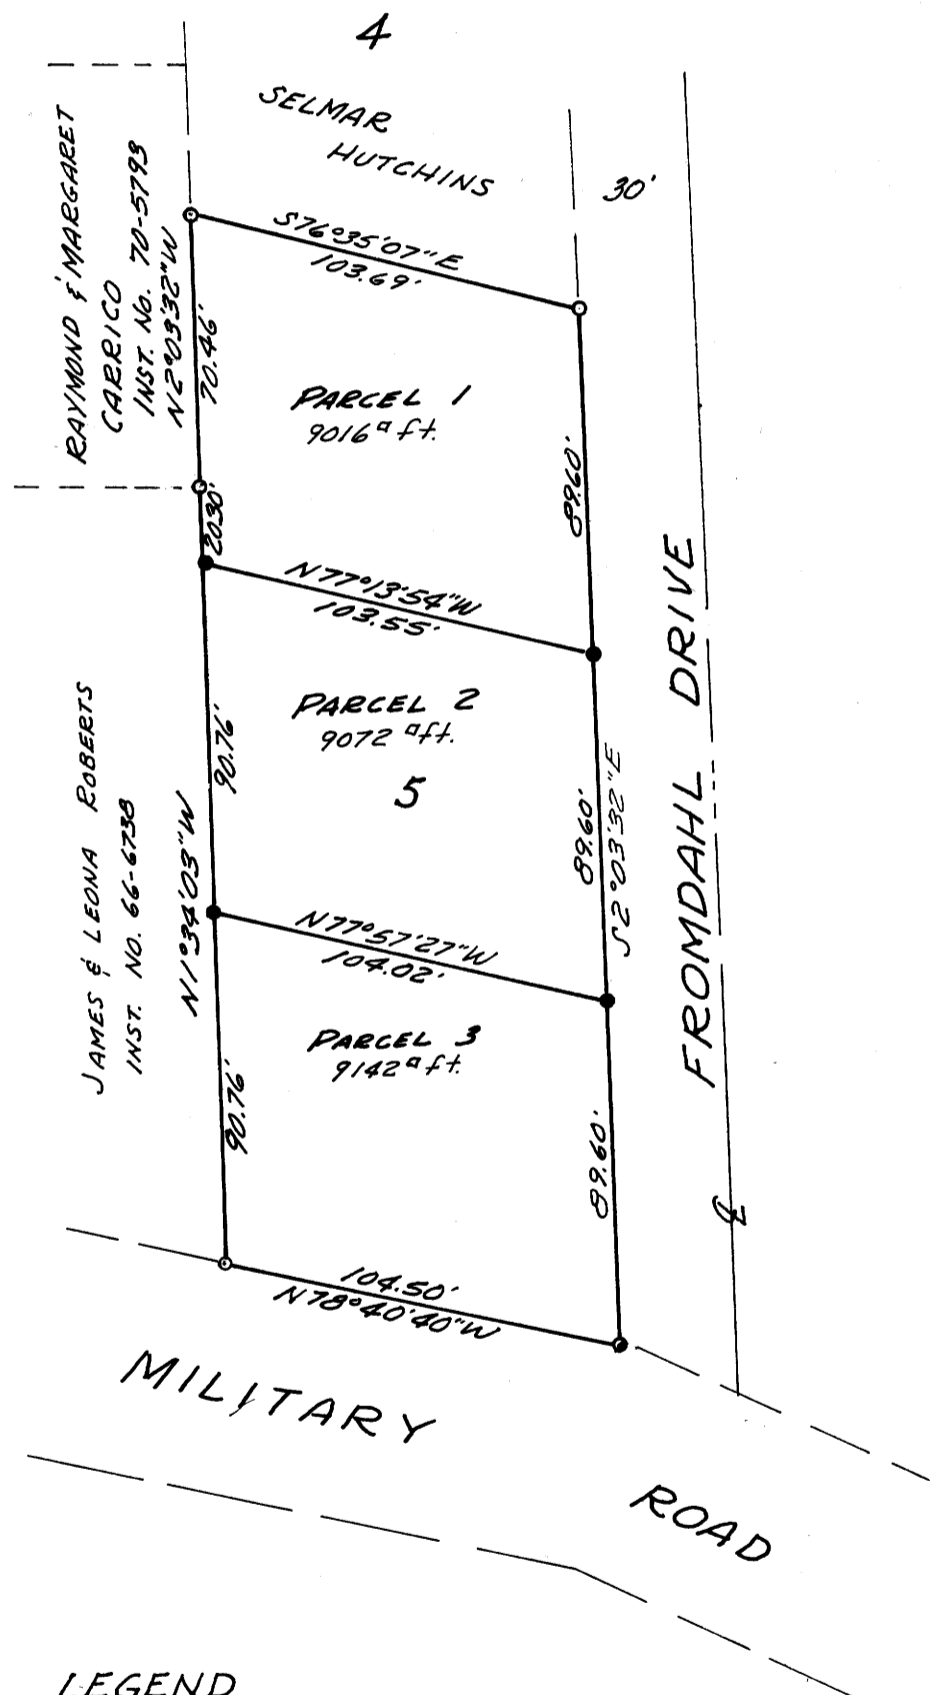 4
SELMAR
HUTCHINS
30'
RAYMOND & MARGARET
CARRICO
INST. No. 70-5793
N2°03'32"W
70.46'
S76°35'07"E
103.69'
PARCEL 1
9016 ▫ ft.
89.60'
20.30'
N77°13'54"W
103.55'
PARCEL 2
9072 ▫ ft.
5
90.76'
89.60'
S2°03'32"E
FROMDAHL DRIVE
JAMES & LEONA ROBERTS
INST. NO. 66-6738
N1°34'03"W
N77°57'27"W
104.02'
PARCEL 3
9142 ▫ ft.
90.76'
89.60'
℄
104.50'
N78°40'40"W
MILITARY
ROAD
LEGEND